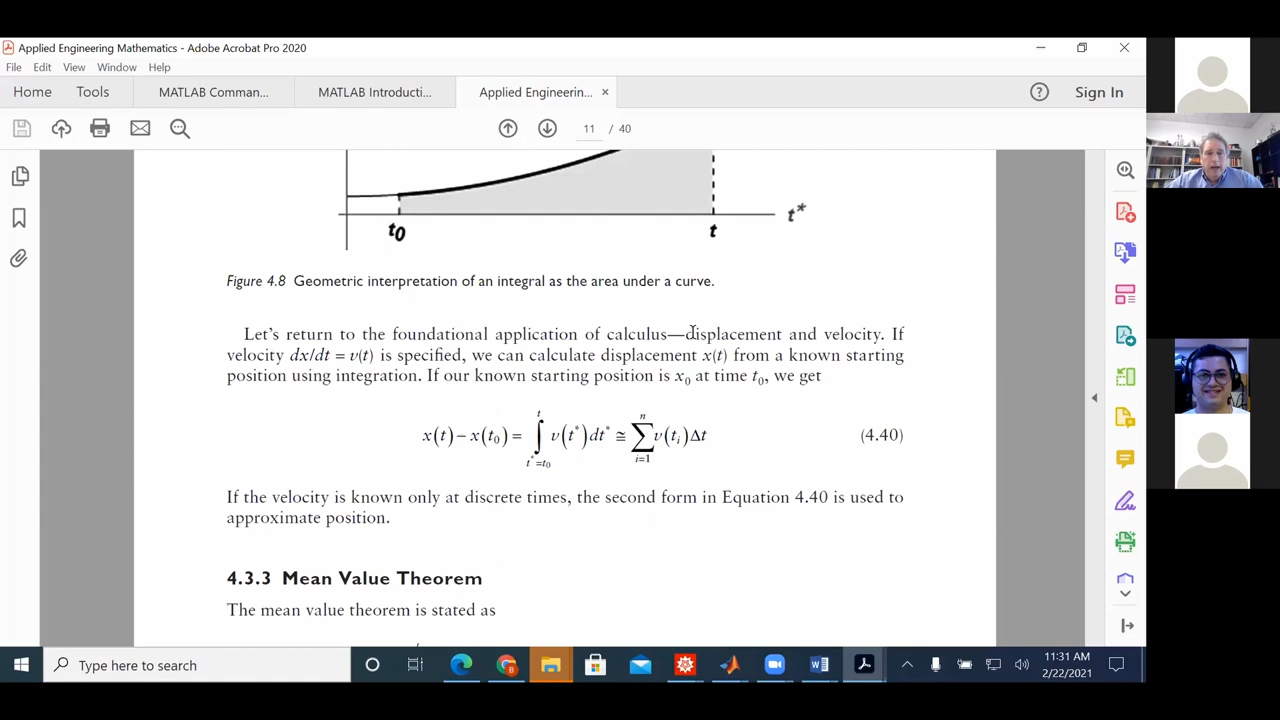 Applied Engineering Mathematics - Adobe Acrobat Pro 2020
File Edit View Window Help
Home Tools MATLAB Comman... MATLAB Introducti... Applied Engineerin... × Sign In
11 / 40
t0 t t*
Figure 4.8 Geometric interpretation of an integral as the area under a curve.
Let's return to the foundational application of calculus—displacement and velocity. If
velocity dx/dt = v(t) is specified, we can calculate displacement x(t) from a known starting
position using integration. If our known starting position is x₀ at time t₀, we get
x(t) − x(t₀) = ∫_{t*=t₀}^{t} v(t*)dt* ≅ ∑_{i=1}^{n} v(tᵢ)Δt (4.40)
If the velocity is known only at discrete times, the second form in Equation 4.40 is used to
approximate position.
4.3.3 Mean Value Theorem
The mean value theorem is stated as
Type here to search
11:31 AM
2/22/2021